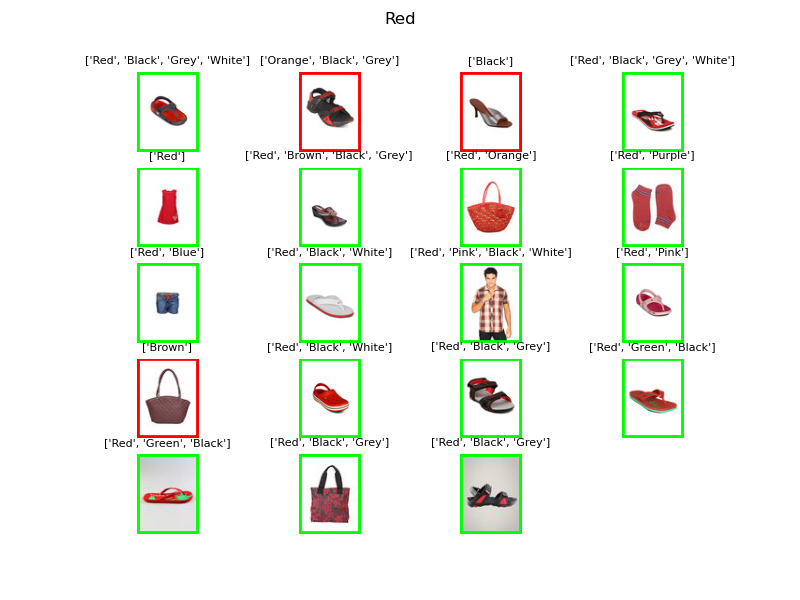 Red
['Red', 'Black', 'Grey', 'White'] ['Orange', 'Black', 'Grey'] ['Black'] ['Red', 'Black', 'Grey', 'White']
['Red'] ['Red', 'Brown', 'Black', 'Grey'] ['Red', 'Orange'] ['Red', 'Purple']
['Red', 'Blue'] ['Red', 'Black', 'White'] ['Red', 'Pink', 'Black', 'White'] ['Red', 'Pink']
['Brown'] ['Red', 'Black', 'White'] ['Red', 'Black', 'Grey'] ['Red', 'Green', 'Black']
['Red', 'Green', 'Black'] ['Red', 'Black', 'Grey'] ['Red', 'Black', 'Grey']